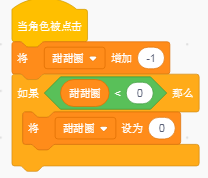 当角色被点击
将 甜甜圈 增加 -1
如果 甜甜圈 < 0 那么
将 甜甜圈 设为 0